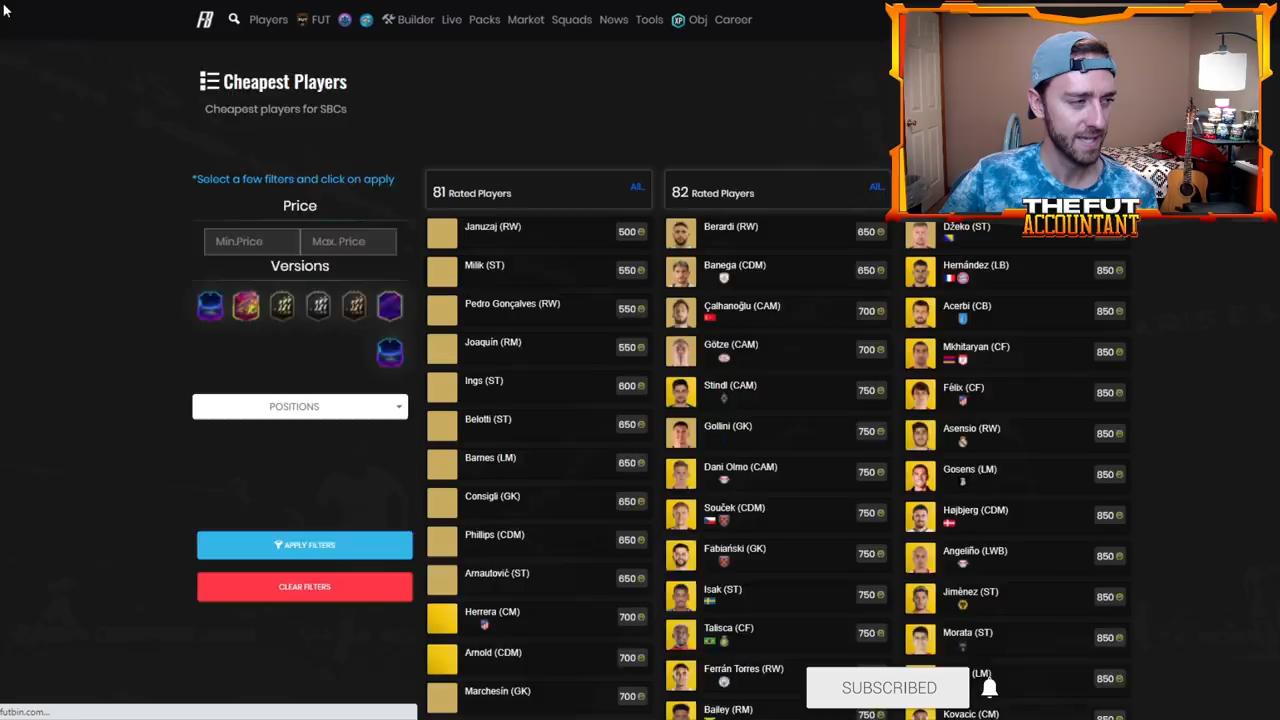 FB Players FUT Builder Live Packs Market Squads News Tools XP Obj Career
Cheapest Players
Cheapest players for SBCs
*Select a few filters and click on apply
Price
Min.Price Max. Price
Versions
POSITIONS
APPLY FILTERS
CLEAR FILTERS
81 Rated Players All..
Januzaj (RW) 500
Milik (ST) 550
Pedro Gonçalves (RW) 550
Joaquín (RM) 550
Ings (ST) 600
Belotti (ST) 650
Barnes (LM) 650
Consigli (GK) 650
Phillips (CDM) 650
Arnautović (ST) 650
Herrera (CM) 700
Arnold (CDM) 700
Marchesín (GK) 700
82 Rated Players All..
Berardi (RW) 650
Banega (CDM) 650
Çalhanoğlu (CAM) 700
Götze (CAM) 700
Stindl (CAM) 750
Gollini (GK) 750
Dani Olmo (CAM) 750
Souček (CDM) 750
Fabiański (GK) 750
Isak (ST) 750
Talisca (CF) 750
Ferrán Torres (RW)
Bailey (RM) 750
Džeko (ST)
Hernández (LB) 850
Acerbi (CB) 850
Mkhitaryan (CF) 850
Félix (CF) 850
Asensio (RW) 850
Gosens (LM) 850
Højbjerg (CDM) 850
Angeliño (LWB) 850
Jiménez (ST) 850
Morata (ST) 850
(LM) 850
Kovacic (CM) 850
THE FUT
ACCOUNTANT
SUBSCRIBED
futbin.com...